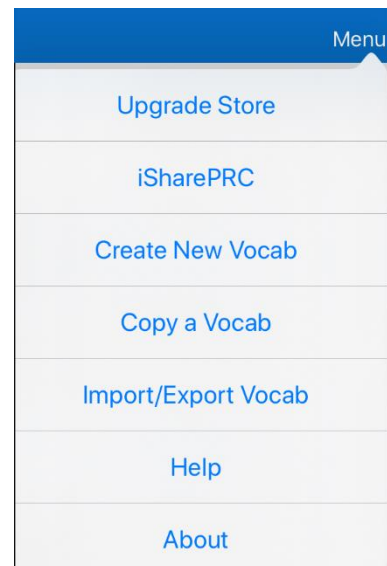 Menu
Upgrade Store
iSharePRC
Create New Vocab
Copy a Vocab
Import/Export Vocab
Help
About